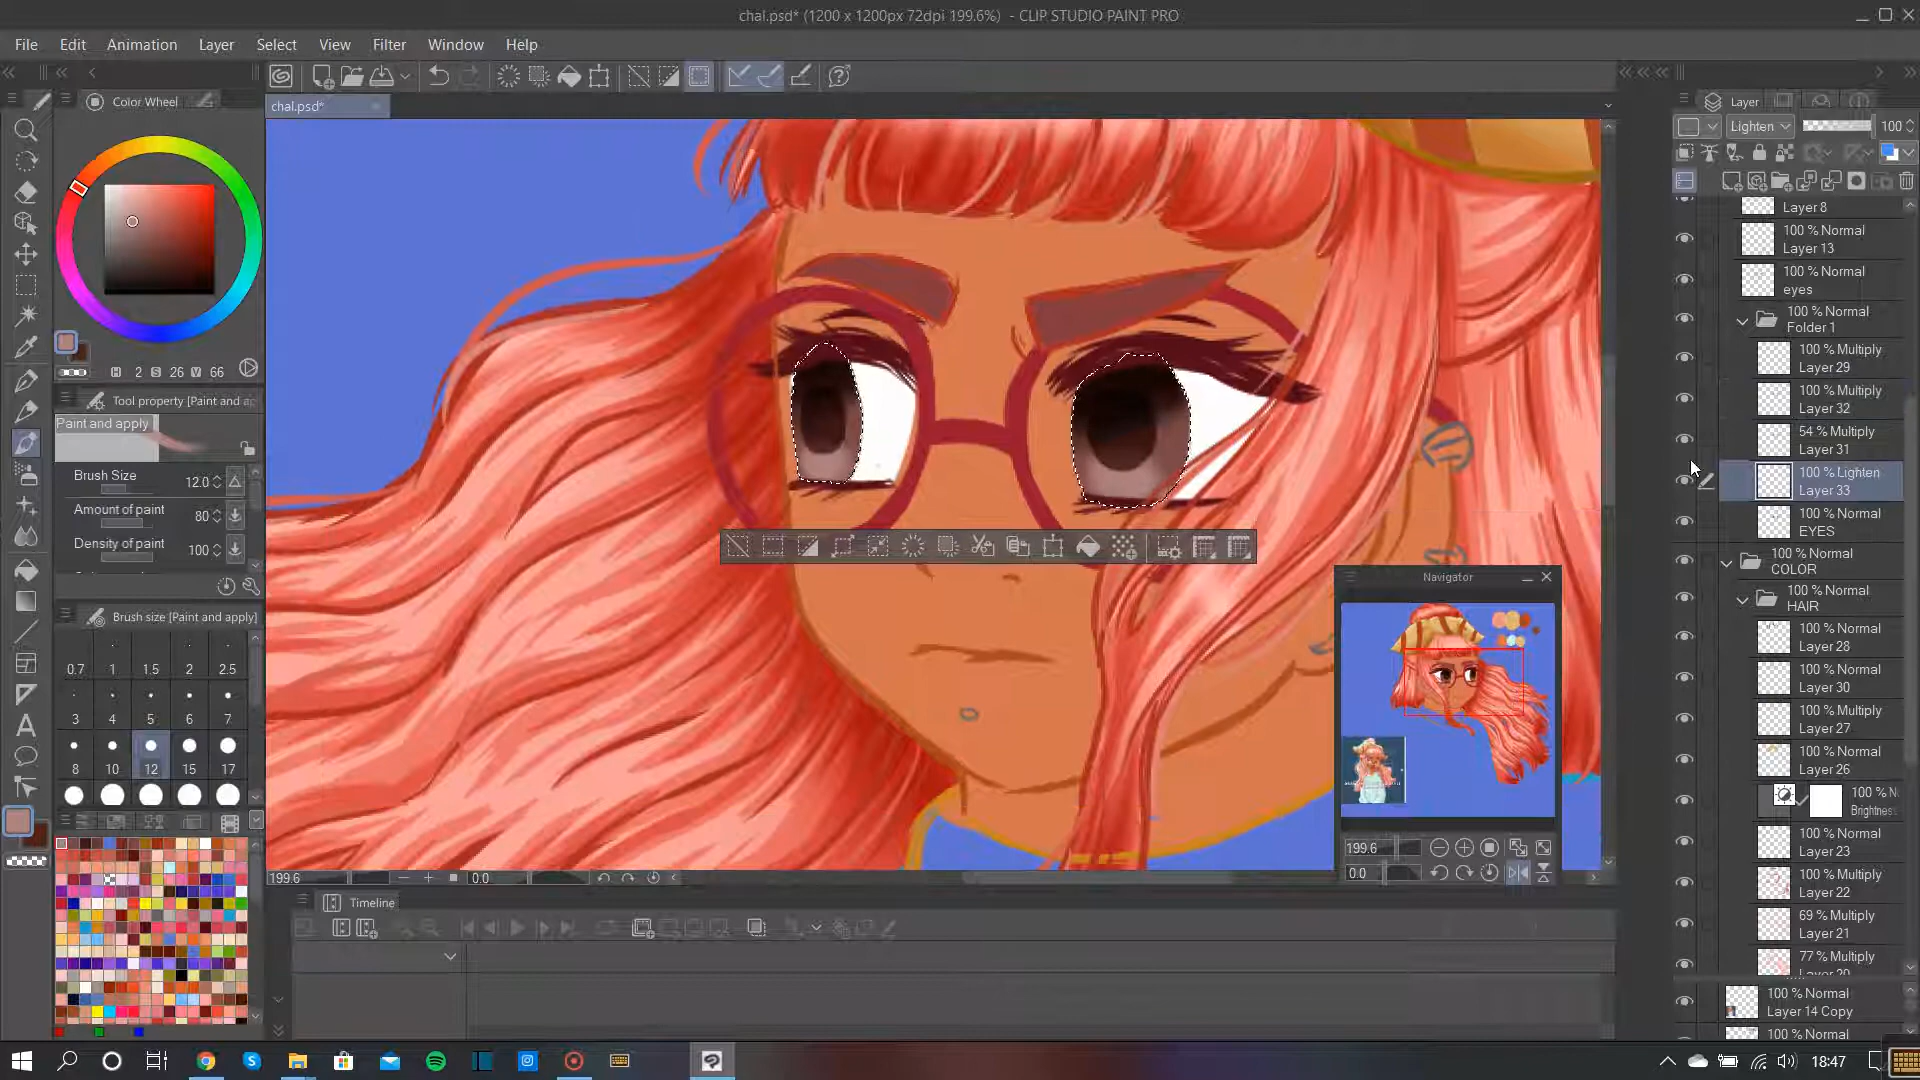 chal.psd* (1200 x 1200px 72dpi 199.6%) - CLIP STUDIO PAINT PRO
File Edit Animation Layer Select View Filter Window Help
Color Wheel
chal.psd*
Layer
Lighten 100
H 2 S 26 V 66
Tool property [Paint and a
Paint and apply
Brush Size 12.0
Amount of paint 80
Density of paint 100
Brush size [Paint and apply]
0.7 1 1.5 2 2.5
3 4 5 6 7
8 10 12 15 17
Layer 8
100 % Normal
Layer 13
100 % Normal
eyes
100 % Normal
Folder 1
100 % Multiply
Layer 29
100 % Multiply
Layer 32
54 % Multiply
Layer 31
100 % Lighten
Layer 33
100 % Normal
EYES
100 % Normal
COLOR
100 % Normal
HAIR
100 % Normal
Layer 28
100 % Normal
Layer 30
100 % Multiply
Layer 27
100 % Normal
Layer 26
100 % N
Brightnes
100 % Normal
Layer 23
100 % Multiply
Layer 22
69 % Multiply
Layer 21
77 % Multiply
Layer 20
100 % Normal
Layer 14 Copy
100 % Normal
Navigator
199.6
0.0
199.6 0.0
Timeline
18:47